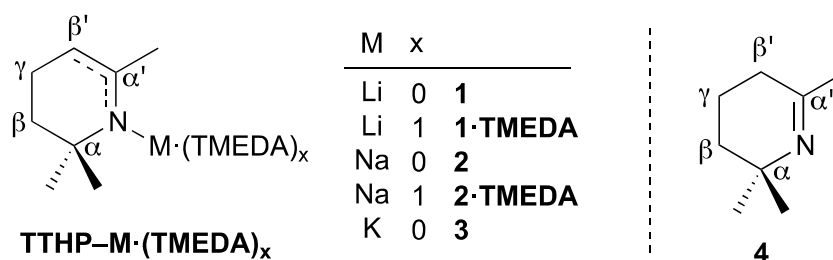 β'
γ
α'
β
N
α
M·(TMEDA)ₓ
TTHP–M·(TMEDA)ₓ
M x
Li 0 1
Li 1 1·TMEDA
Na 0 2
Na 1 2·TMEDA
K 0 3
β'
γ
α'
β
N
α
4